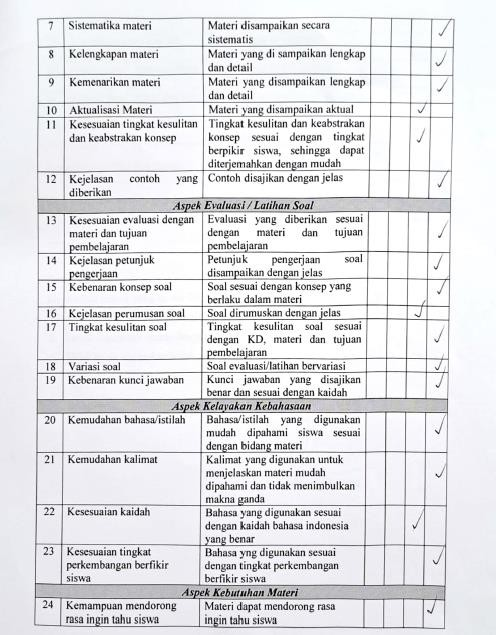 7 Sistematika materi Materi disampaikan secara
sistematis
8 Kelengkapan materi Materi yang di sampaikan lengkap
dan detail
9 Kemenarikan materi Materi yang disampaikan lengkap
dan detail
10 Aktualisasi Materi Materi yang disampaikan aktual
11 Kesesuaian tingkat kesulitan Tingkat kesulitan dan keabstrakan
dan keabstrakan konsep konsep sesuai dengan tingkat
berpikir siswa, sehingga dapat
diterjemahkan dengan mudah
12 Kejelasan contoh yang Contoh disajikan dengan jelas
diberikan
Aspek Evaluasi / Latihan Soal
13 Kesesuaian evaluasi dengan Evaluasi yang diberikan sesuai
materi dan tujuan dengan materi dan tujuan
pembelajaran pembelajaran
14 Kejelasan petunjuk Petunjuk pengerjaan soal
pengerjaan disampaikan dengan jelas
15 Kebenaran konsep soal Soal sesuai dengan konsep yang
berlaku dalam materi
16 Kejelasan perumusan soal Soal dirumuskan dengan jelas
17 Tingkat kesulitan soal Tingkat kesulitan soal sesuai
dengan KD, materi dan tujuan
pembelajaran
18 Variasi soal Soal evaluasi/latihan bervariasi
19 Kebenaran kunci jawaban Kunci jawaban yang disajikan
benar dan sesuai dengan kaidah
Aspek Kelayakan Kebahasaan
20 Kemudahan bahasa/istilah Bahasa/istilah yang digunakan
mudah dipahami siswa sesuai
dengan bidang materi
21 Kemudahan kalimat Kalimat yang digunakan untuk
menjelaskan materi mudah
dipahami dan tidak menimbulkan
makna ganda
22 Kesesuaian kaidah Bahasa yang digunakan sesuai
dengan kaidah bahasa indonesia
yang benar
23 Kesesuaian tingkat Bahasa yng digunakan sesuai
perkembangan berfikir dengan tingkat perkembangan
siswa berfikir siswa
Aspek Kebutuhan Materi
24 Kemampuan mendorong Materi dapat mendorong rasa
rasa ingin tahu siswa ingin tahu siswa